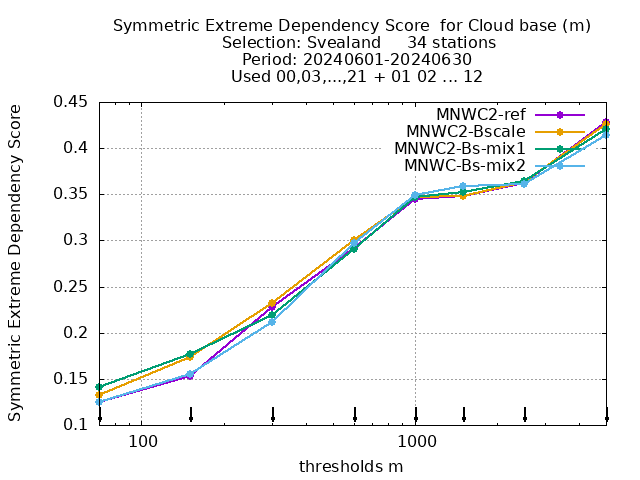 Symmetric Extreme Dependency Score  for Cloud base (m)
Selection: Svealand     34 stations
Period: 20240601-20240630
Used 00,03,...,21 + 01 02 ... 12
Symmetric Extreme Dependency Score
0.45
0.4
0.35
0.3
0.25
0.2
0.15
0.1
MNWC2-ref
MNWC2-Bscale
MNWC2-Bs-mix1
MNWC-Bs-mix2
100
1000
thresholds m